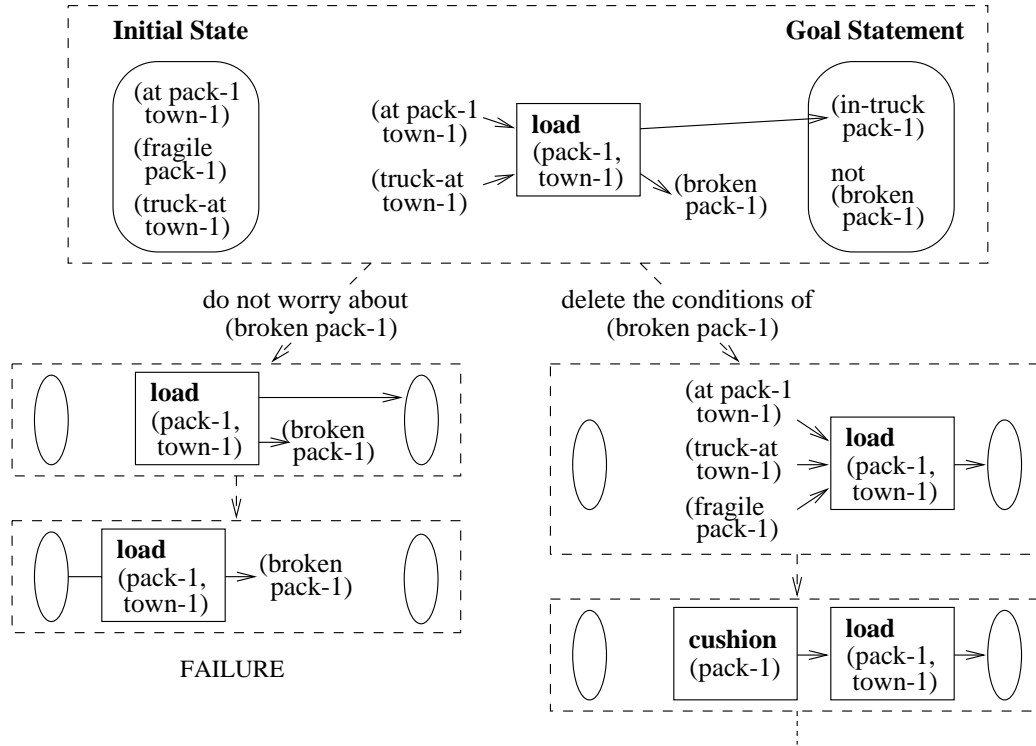 Initial State
Goal Statement
(at pack-1
town-1)
(fragile
pack-1)
(truck-at
town-1)
(at pack-1
town-1)
(truck-at
town-1)
load
(pack-1,
town-1)
(broken
pack-1)
(in-truck
pack-1)
not
(broken
pack-1)
do not worry about
(broken pack-1)
delete the conditions of
(broken pack-1)
load
(pack-1,
town-1)
(broken
pack-1)
load
(pack-1,
town-1)
(broken
pack-1)
FAILURE
(at pack-1
town-1)
(truck-at
town-1)
(fragile
pack-1)
load
(pack-1,
town-1)
cushion
(pack-1)
load
(pack-1,
town-1)